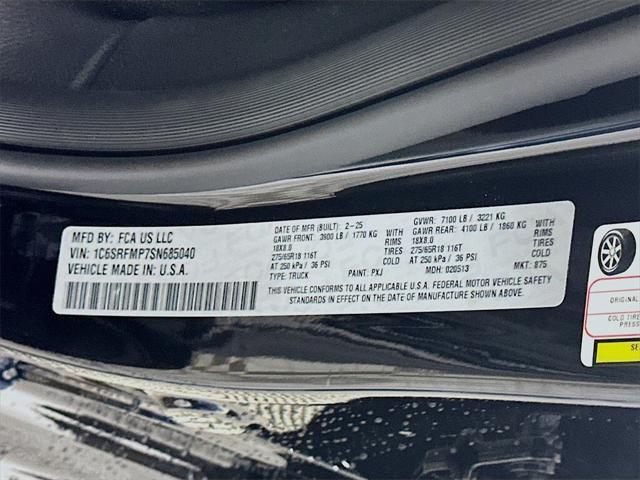 MFD BY: FCA US LLC
VIN: 1C6SRFMP7SN685040
VEHICLE MADE IN U.S.A.
DATE OF MFR (BUILT): 2-25
GAWR FRONT: 3900 LB / 1770 KG
18X8.0 RIMS
275/65R18 116T WITH
AT 250 kPa / 36 PSI COLD
TYPE: TRUCK PAINT: PXJ
GVWR: 7100 LB / 3221 KG
GAWR REAR: 4100 LB / 1860 KG
18X8.0 RIMS
275/65R18 116T WITH
AT 250 kPa / 36 PSI COLD
MDH: 020513 MKT: 875
THIS VEHICLE CONFORMS TO ALL APPLICABLE U.S.A. FEDERAL MOTOR VEHICLE SAFETY
STANDARDS IN EFFECT ON THE DATE OF MANUFACTURE SHOWN ABOVE.
ORIGINAL
COLD TIRE
PRESS
SE